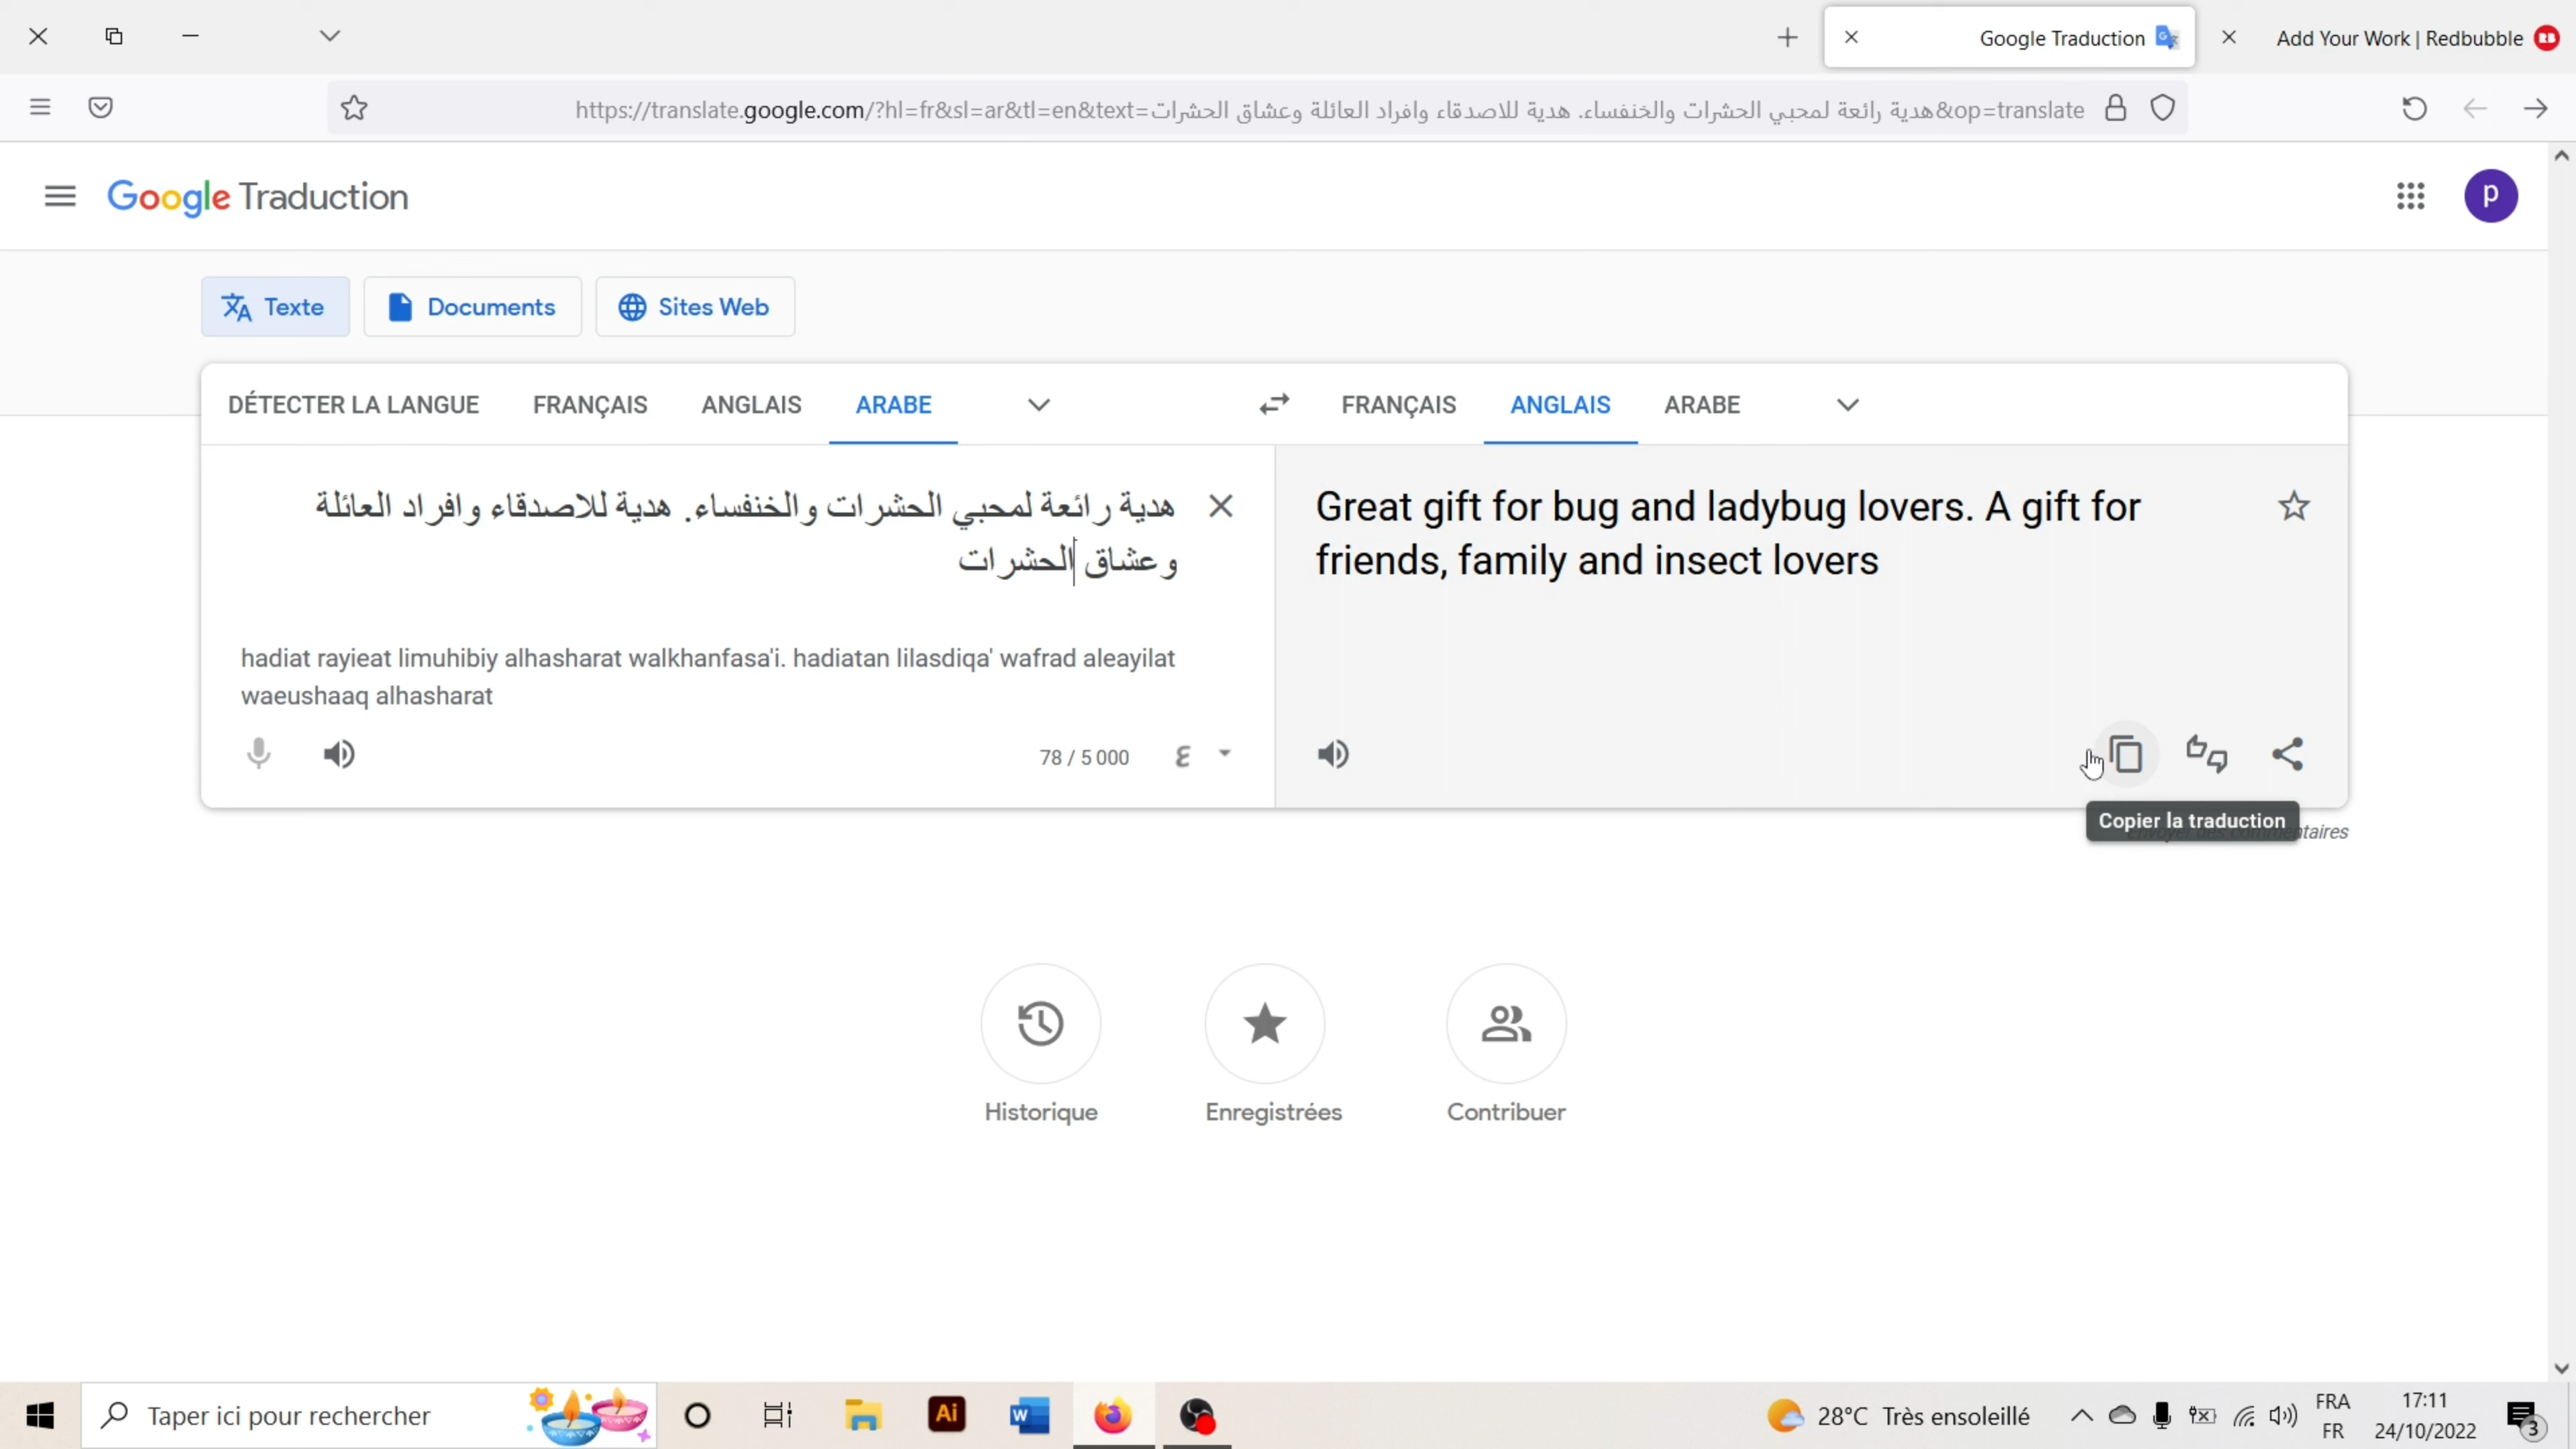 Google Traduction
Add Your Work | Redbubble
https://translate.google.com/?hl=fr&sl=ar&tl=en&text=هدية رائعة لمحبي الحشرات والخنفساء. هدية للاصدقاء وافراد العائلة وعشاق الحشرات&op=translate
Google Traduction
p
Texte
Documents
Sites Web
DÉTECTER LA LANGUE
FRANÇAIS
ANGLAIS
ARABE
FRANÇAIS
ANGLAIS
ARABE
هدية رائعة لمحبي الحشرات والخنفساء. هدية للاصدقاء وافراد العائلة
وعشاق الحشرات
hadiat rayieat limuhibiy alhasharat walkhanfasa'i. hadiatan lilasdiqa' wafrad aleayilat
waeushaaq alhasharat
78 / 5 000
ع
Great gift for bug and ladybug lovers. A gift for
friends, family and insect lovers
Copier la traduction
taires
Historique
Enregistrées
Contribuer
Taper ici pour rechercher
Ai
W
28°C Très ensoleillé
FRA
FR
17:11
24/10/2022
3